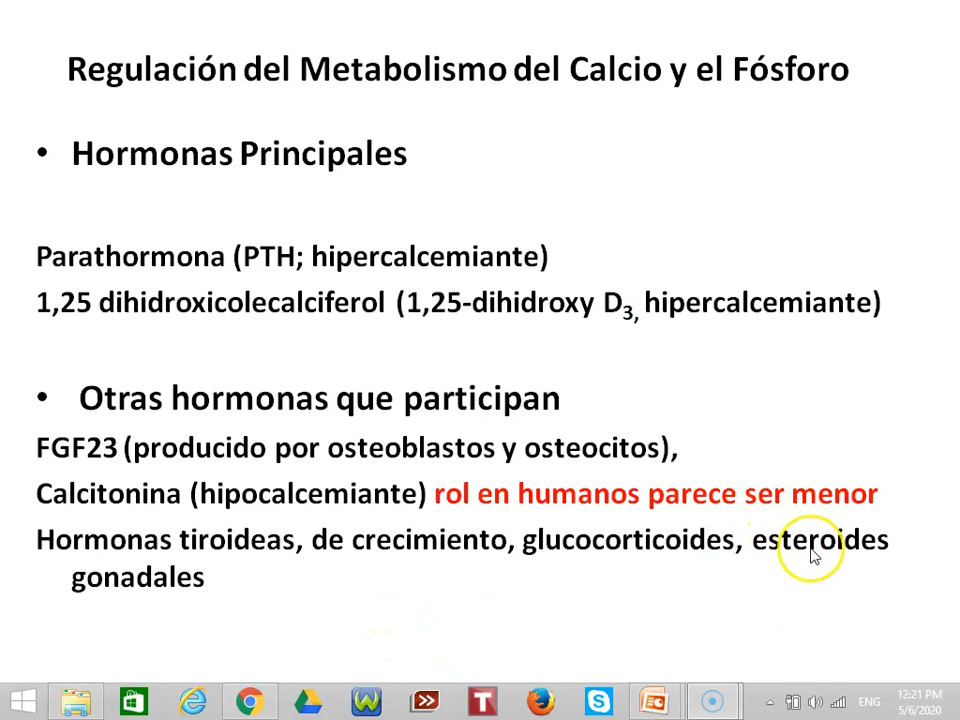 Regulación del Metabolismo del Calcio y el Fósforo
• Hormonas Principales
Parathormona (PTH; hipercalcemiante)
1,25 dihidroxicolecalciferol (1,25-dihidroxy D3, hipercalcemiante)
• Otras hormonas que participan
FGF23 (producido por osteoblastos y osteocitos),
Calcitonina (hipocalcemiante) rol en humanos parece ser menor
Hormonas tiroideas, de crecimiento, glucocorticoides, esteroides
gonadales
ENG
12:21 PM
5/6/2020